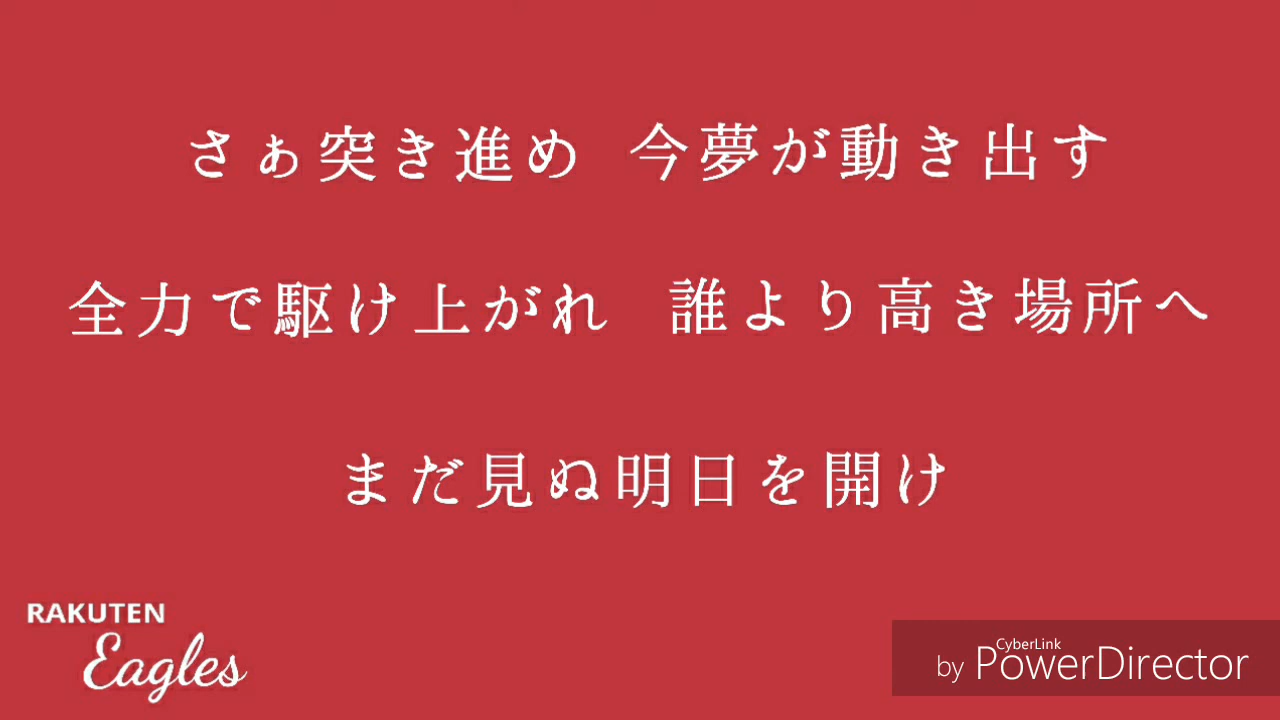 さぁ突き進め 今夢が動き出す
全力で駆け上がれ 誰より高き場所へ
まだ見ぬ明日を開け
RAKUTEN
Eagles
CyberLink
by PowerDirector